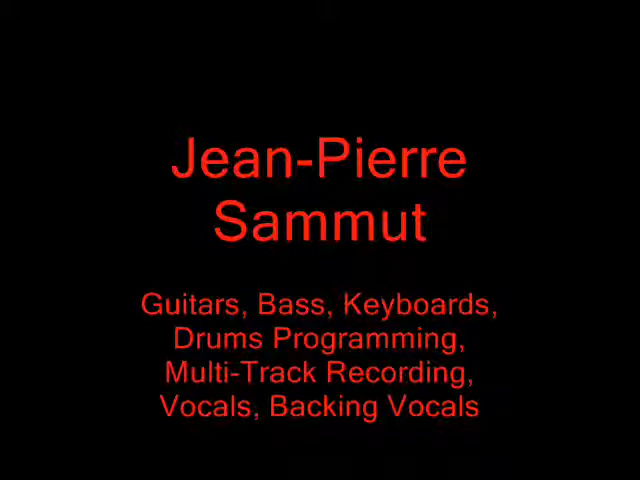 Jean-Pierre
Sammut
Guitars, Bass, Keyboards,
Drums Programming,
Multi-Track Recording,
Vocals, Backing Vocals